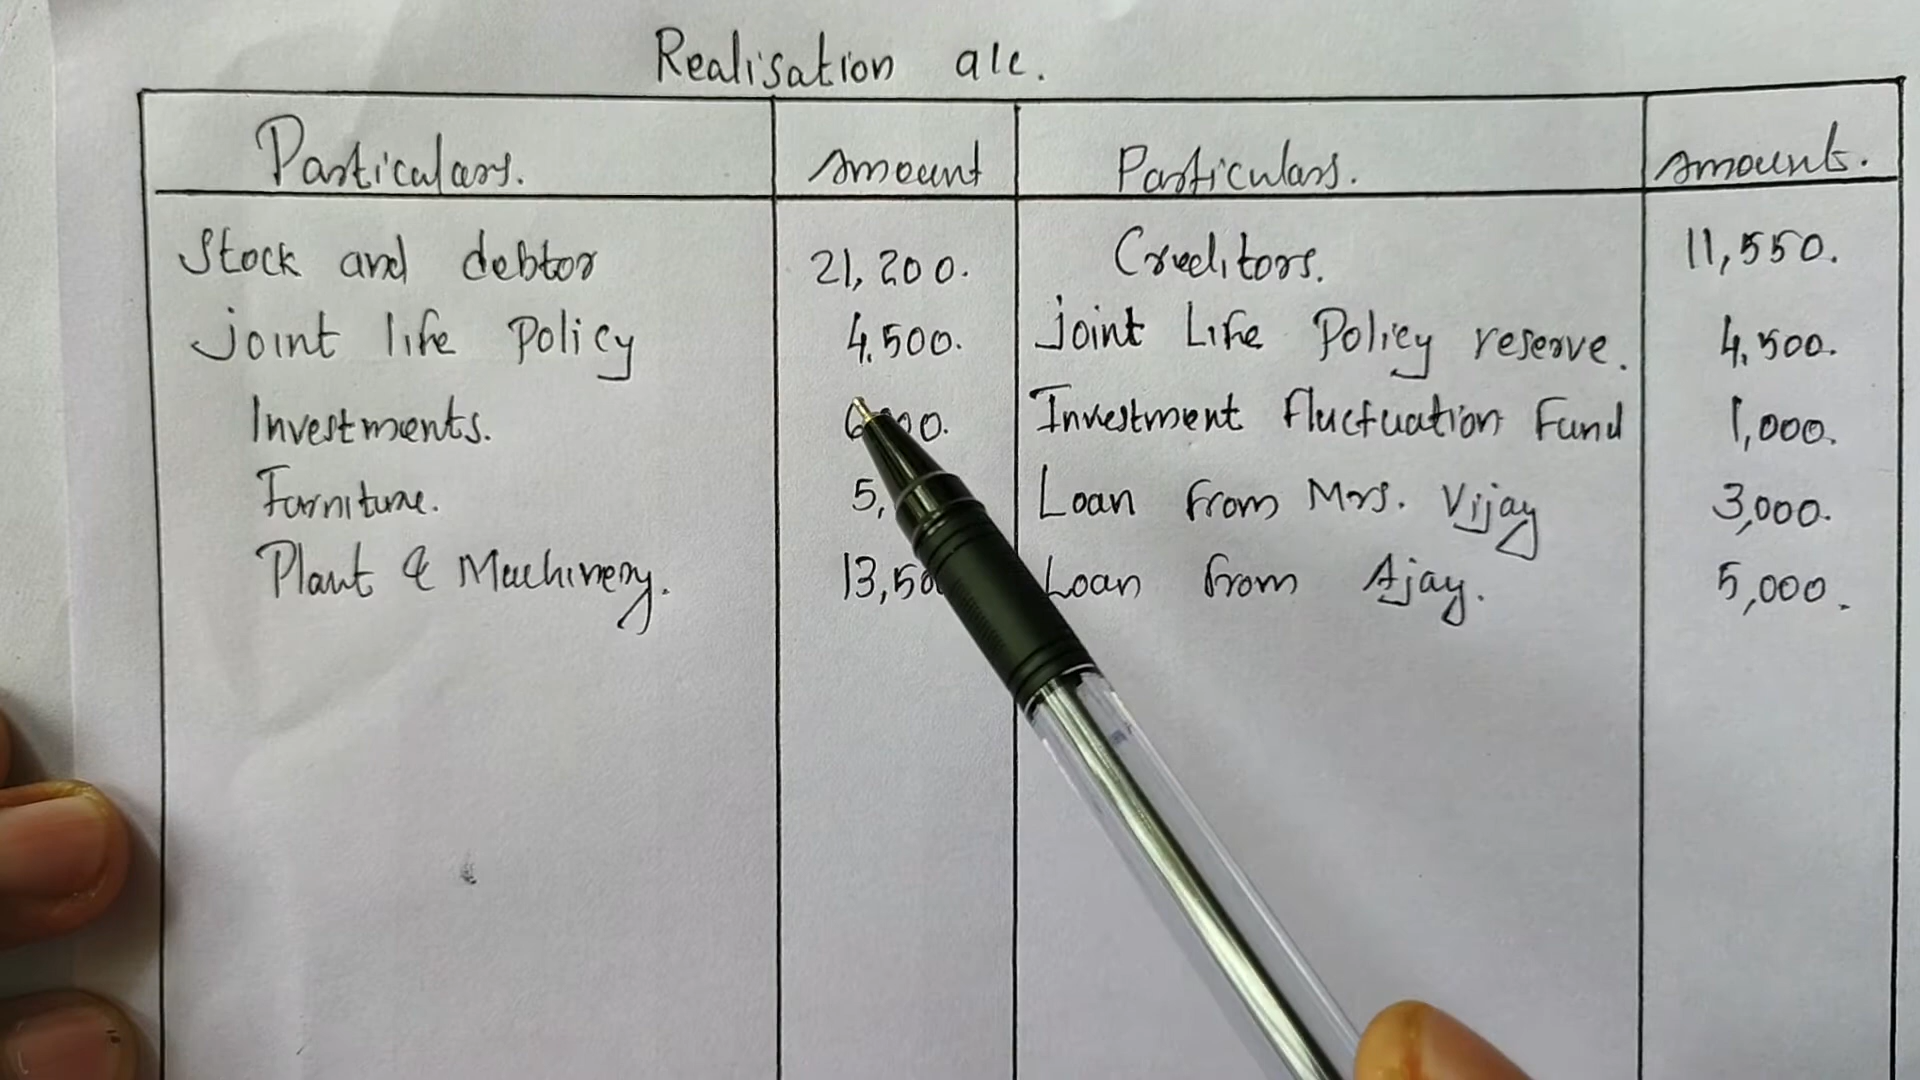 Realisation a/c.
Particulars. Amount Particulars. Amount.
Stock and debtor 21,200. Creditors. 11,550.
Joint life Policy 4,500. Joint Life Policy reserve. 4,500.
Investments. Investment Fluctuation Fund 1,000.
Furniture. Loan from Mrs. Vijay 3,000.
Plant & Machinery. Loan from Ajay. 5,000.